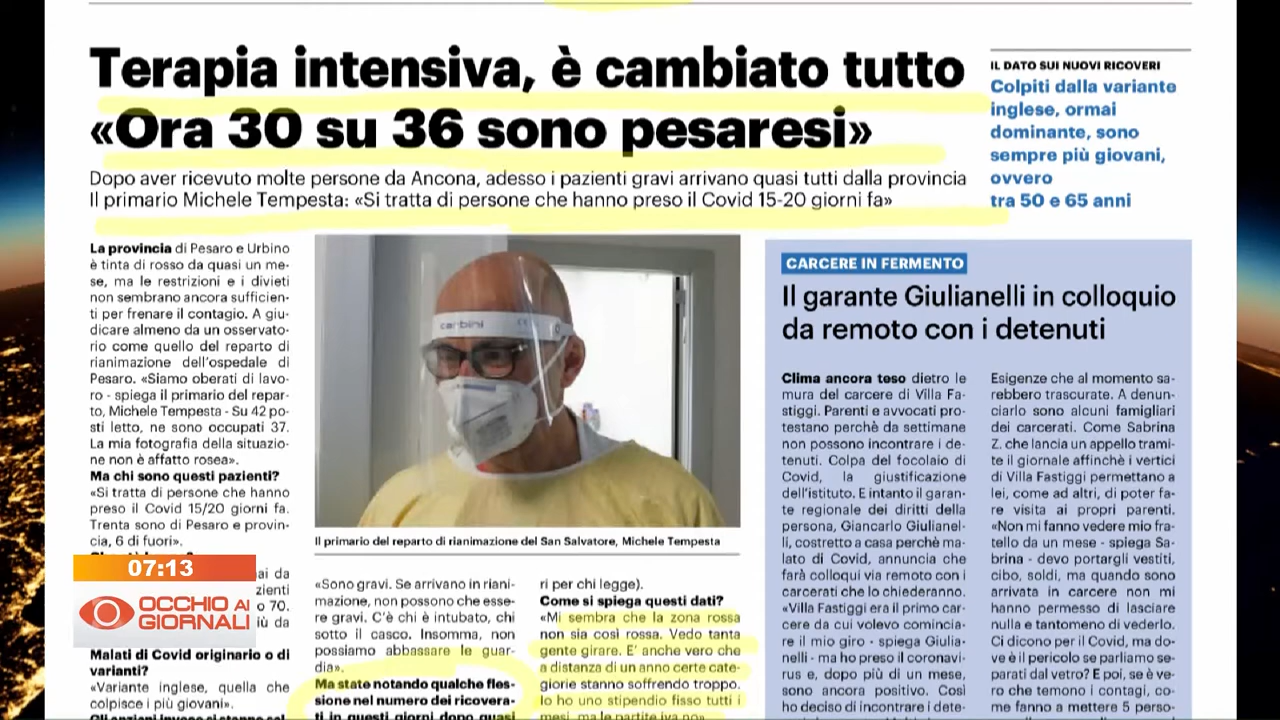 Terapia intensiva, è cambiato tutto
«Ora 30 su 36 sono pesaresi»
Dopo aver ricevuto molte persone da Ancona, adesso i pazienti gravi arrivano quasi tutti dalla provincia
Il primario Michele Tempesta: «Si tratta di persone che hanno preso il Covid 15-20 giorni fa»
IL DATO SUI NUOVI RICOVERI
Colpiti dalla variante
inglese, ormai
dominante, sono
sempre più giovani,
ovvero
tra 50 e 65 anni
La provincia di Pesaro e Urbino
è tinta di rosso da quasi un me-
se, ma le restrizioni e i divieti
non sembrano ancora sufficien-
ti per frenare il contagio. A giu-
dicare almeno da un osservato-
rio come quello del reparto di
rianimazione dell'ospedale di
Pesaro. «Siamo oberati di lavo-
ro - spiega il primario del repar-
to, Michele Tempesta - Su 42 po-
sti letto, ne sono occupati 37.
La mia fotografia della situazio-
ne non è affatto rosea».
Ma chi sono questi pazienti?
«Si tratta di persone che hanno
preso il Covid 15/20 giorni fa.
Trenta sono di Pesaro e provin-
cia, 6 di fuori».
ai da
zienti
o 70.
iù da
Malati di Covid originario o di
varianti?
«Variante inglese, quella che
colpisce i più giovani».
carbini
Il primario del reparto di rianimazione del San Salvatore, Michele Tempesta
«Sono gravi. Se arrivano in riani-
mazione, non possono che esse-
re gravi. C'è chi è intubato, chi
sotto il casco. Insomma, non
possiamo abbassare le guar-
dia».
Ma state notando qualche fles-
sione nel numero dei ricovera-
ti in questi giorni dopo quasi
ri per chi legge).
Come si spiega questi dati?
«Mi sembra che la zona rossa
non sia così rossa. Vedo tanta
gente girare. E' anche vero che
a distanza di un anno certe cate-
gorie stanno soffrendo troppo.
Io ho uno stipendio fisso tutti i
mesi, ma le partite iva no».
CARCERE IN FERMENTO
Il garante Giulianelli in colloquio
da remoto con i detenuti
Clima ancora teso dietro le
mura del carcere di Villa Fa-
stiggi. Parenti e avvocati pro-
testano perchè da settimane
non possono incontrare i de-
tenuti. Colpa del focolaio di
Covid, la giustificazione
dell'istituto. E intanto il garan-
te regionale dei diritti della
persona, Giancarlo Giulianel-
li, costretto a casa perchè ma-
lato di Covid, annuncia che
farà colloqui via remoto con i
carcerati che lo chiederanno.
«Villa Fastiggi era il primo car-
cere da cui volevo comincia-
re il mio giro - spiega Giulia-
nelli - ma ho preso il coronavi-
rus e, dopo più di un mese,
sono ancora positivo. Così
ho deciso di incontrare i dete-
Esigenze che al momento sa-
rebbero trascurate. A denun-
ciarlo sono alcuni famigliari
dei carcerati. Come Sabrina
Z. che lancia un appello trami-
te il giornale affinchè i vertici
di Villa Fastiggi permettano a
lei, come ad altri, di poter fa-
re visita ai propri parenti.
«Non mi fanno vedere mio fra-
tello da un mese - spiega Sa-
brina - devo portargli vestiti,
cibo, soldi, ma quando sono
arrivata in carcere non mi
hanno permesso di lasciare
nulla e tantomeno di vederlo.
Ci dicono per il Covid, ma do-
ve è il pericolo se parliamo se-
parati dal vetro? E poi, se è ve-
ro che temono i contagi, co-
me fanno a mettere 5 perso-
07:13
OCCHIO AI
GIORNALI